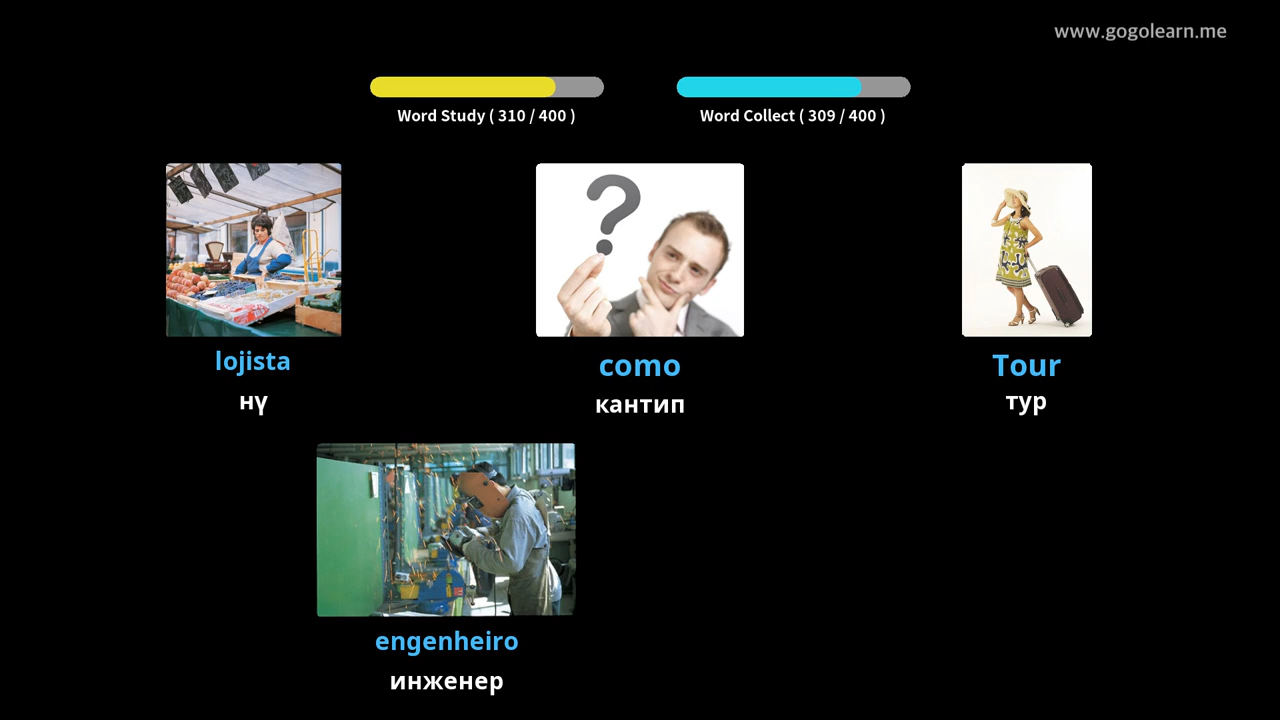 www.gogolearn.me
Word Study ( 310 / 400 )
Word Collect ( 309 / 400 )
lojista
нү
como
кантип
Tour
тур
engenheiro
инженер